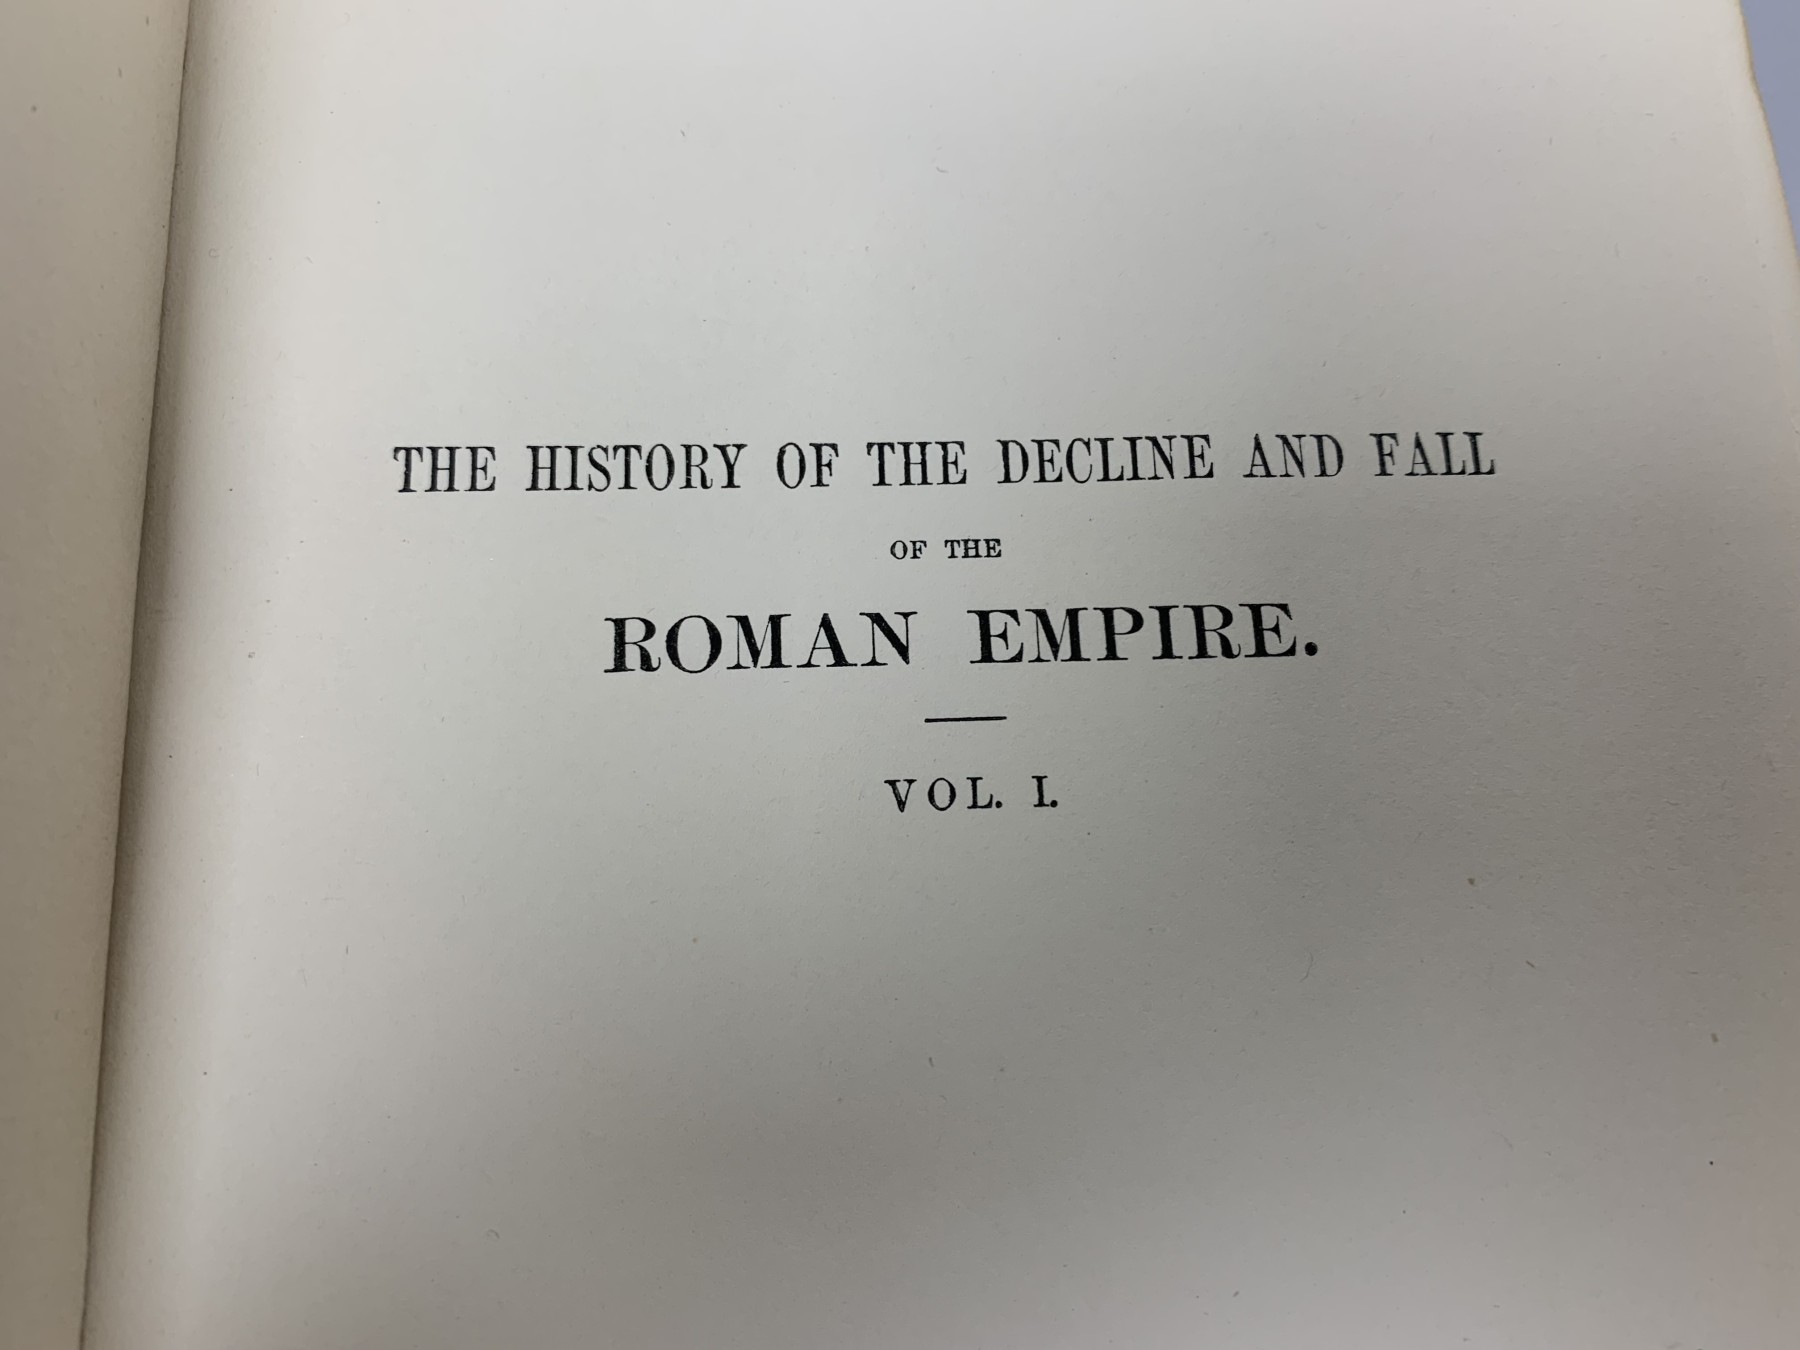 THE HISTORY OF THE DECLINE AND FALL
OF THE
ROMAN EMPIRE.
VOL. I.